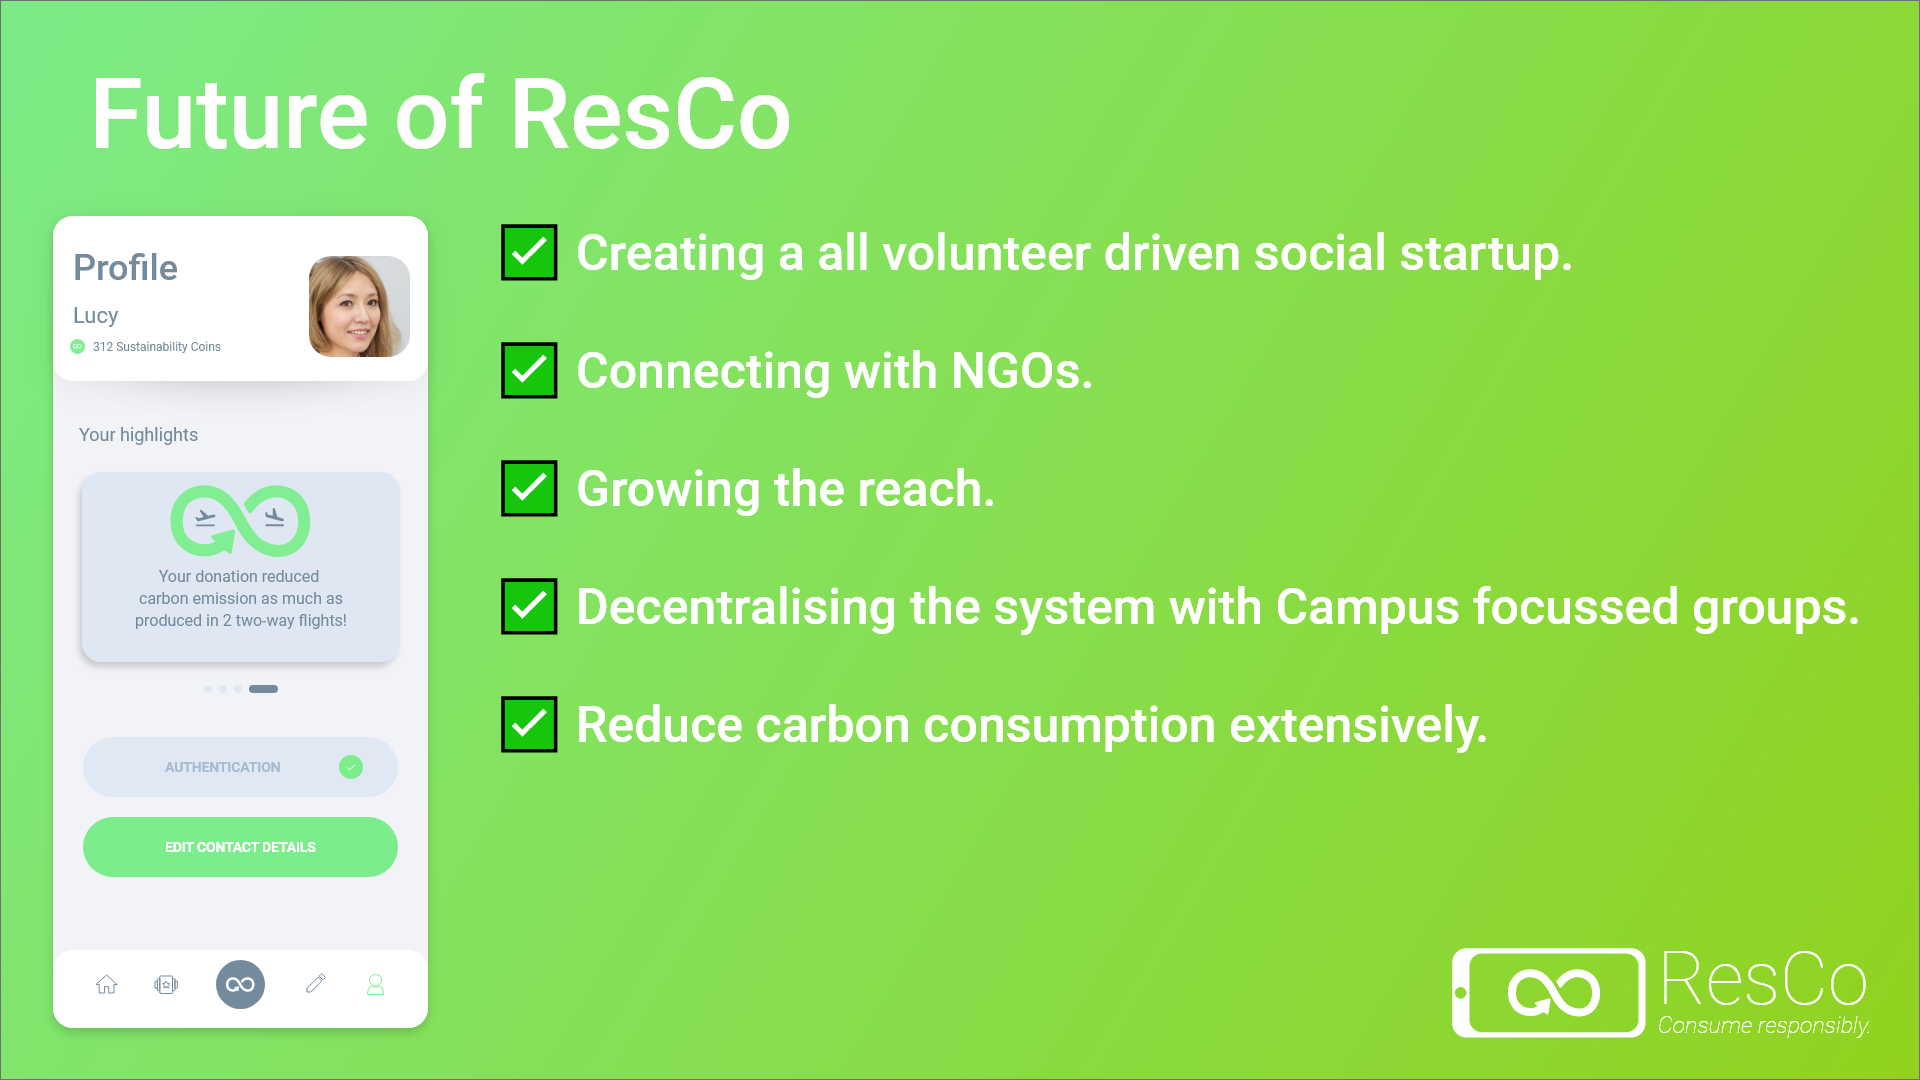 Future of ResCo
Profile
Lucy
312 Sustainability Coins
Your highlights
Your donation reduced
carbon emission as much as
produced in 2 two-way flights!
AUTHENTICATION
EDIT CONTACT DETAILS
Creating a all volunteer driven social startup.
Connecting with NGOs.
Growing the reach.
Decentralising the system with Campus focussed groups.
Reduce carbon consumption extensively.
ResCo
Consume responsibly.